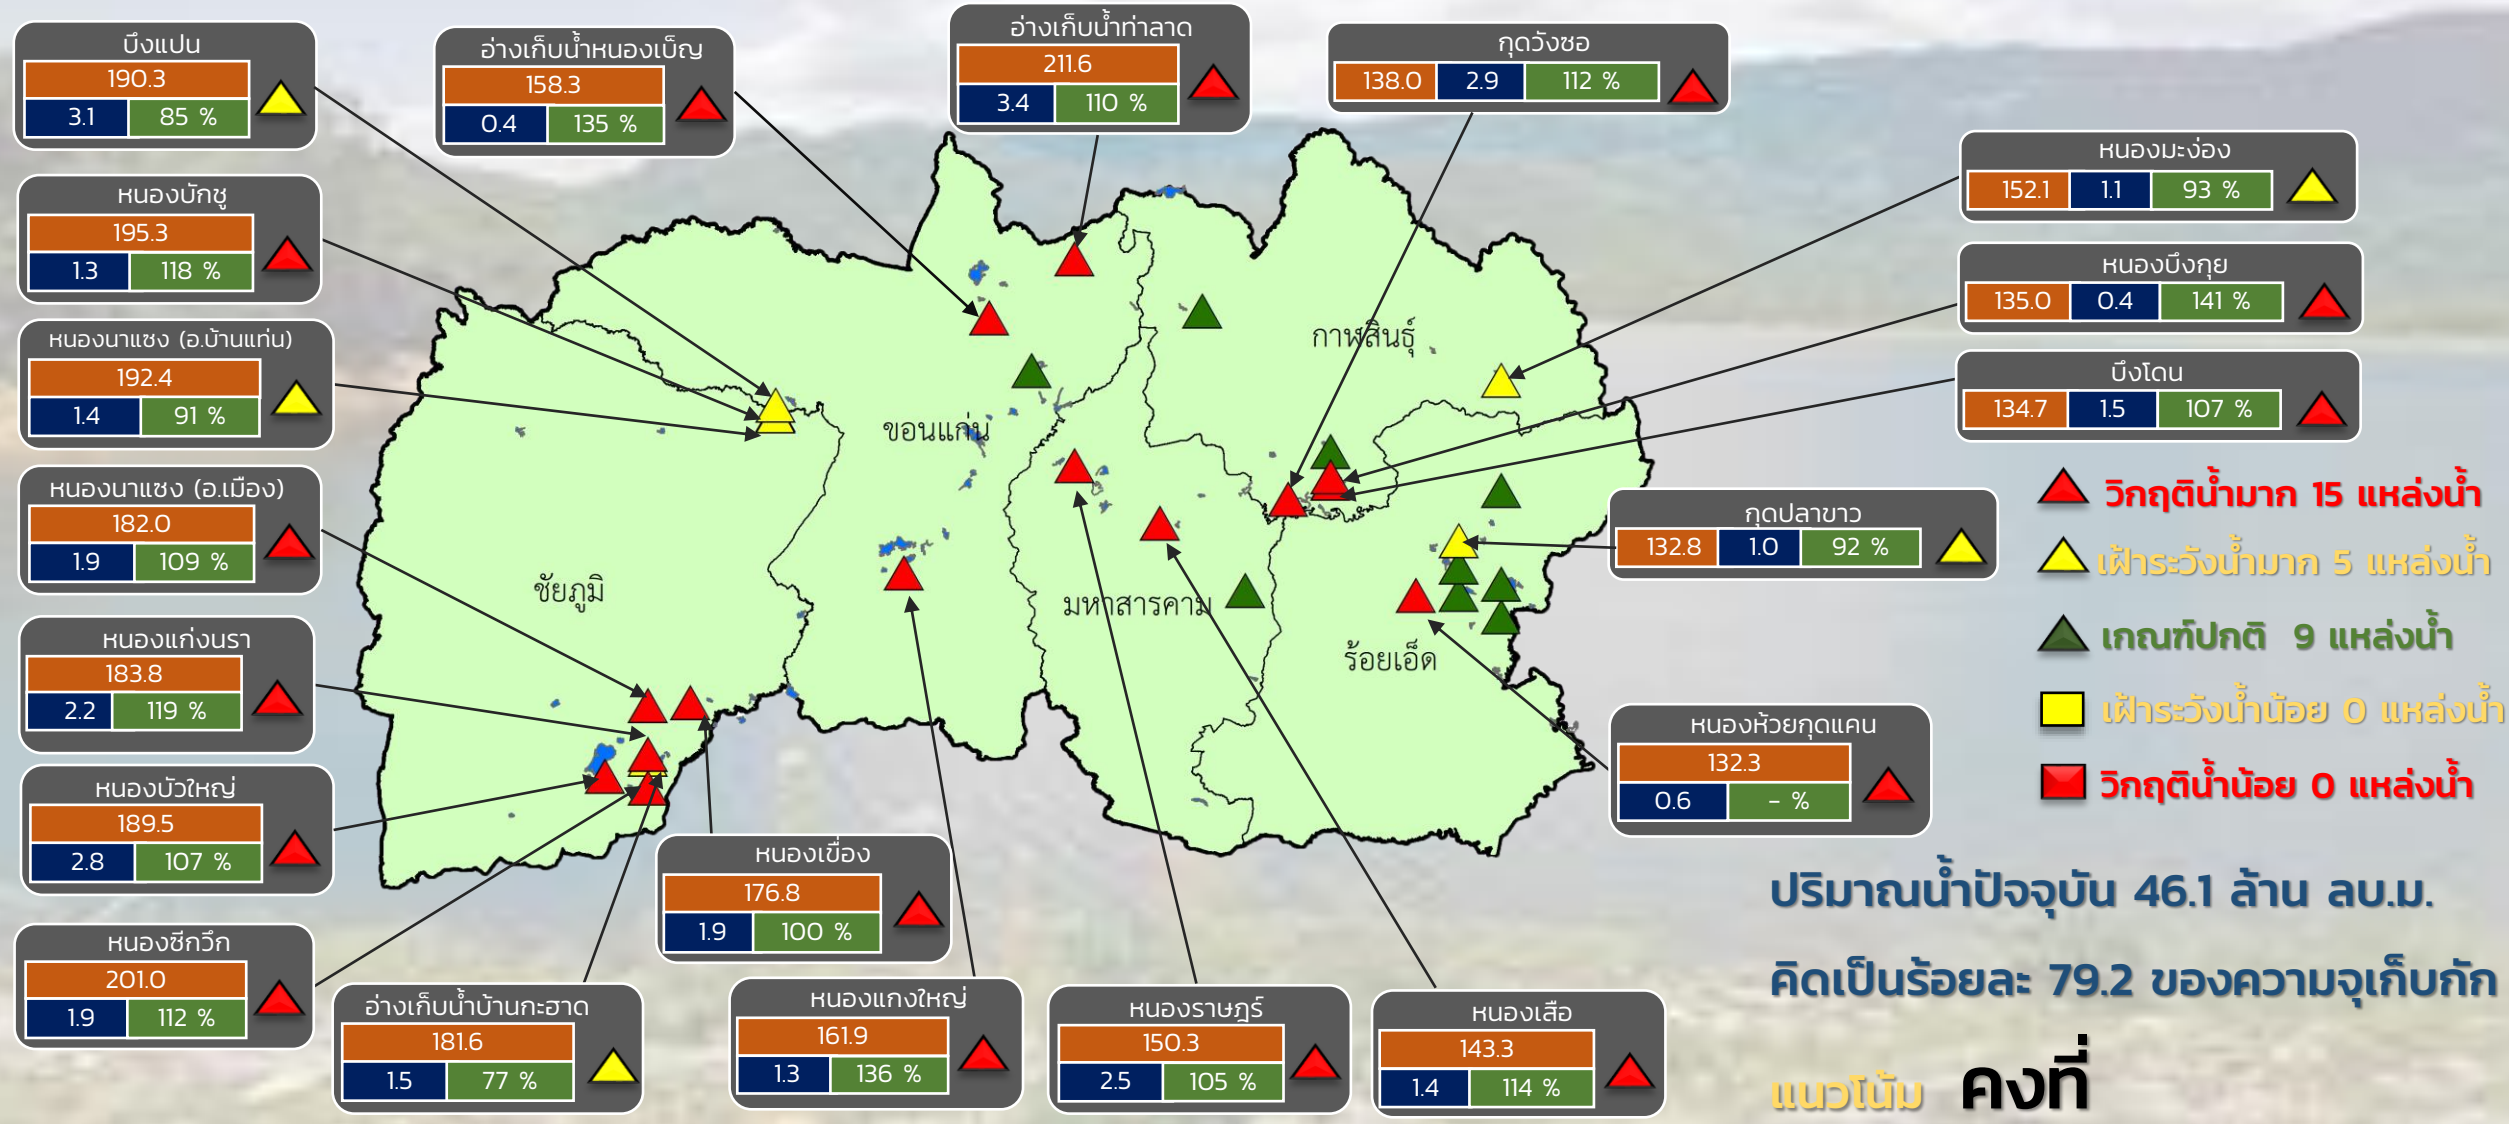 บึงแปน
190.3
3.1 85 %
อ่างเก็บน้ำหนองเบ็ญ
158.3
0.4 135 %
อ่างเก็บน้ำท่าลาด
211.6
3.4 110 %
กุดวังซอ
138.0 2.9 112 %
หนองมะง่อง
152.1 1.1 93 %
หนองบักชู
195.3
1.3 118 %
หนองบึงกุย
135.0 0.4 141 %
หนองนาแซง (อ.บ้านแท่น)
192.4
1.4 91 %
บึงโดน
134.7 1.5 107 %
กาฬสินธุ์
ขอนแก่น
ชัยภูมิ
มหาสารคาม
ร้อยเอ็ด
หนองนาแซง (อ.เมือง)
182.0
1.9 109 %
กุดปลาขาว
132.8 1.0 92 %
วิกฤติน้ำมาก 15 แหล่งน้ำ
เฝ้าระวังน้ำมาก 5 แหล่งน้ำ
เกณฑ์ปกติ 9 แหล่งน้ำ
เฝ้าระวังน้ำน้อย 0 แหล่งน้ำ
วิกฤติน้ำน้อย 0 แหล่งน้ำ
หนองแก่งนรา
183.8
2.2 119 %
หนองห้วยกุดแคน
132.3
0.6 - %
หนองบัวใหญ่
189.5
2.8 107 %
หนองเขื่อง
176.8
1.9 100 %
หนองซีกวึก
201.0
1.9 112 %
อ่างเก็บน้ำบ้านกะฮาด
181.6
1.5 77 %
หนองแกงใหญ่
161.9
1.3 136 %
หนองราษฎร์
150.3
2.5 105 %
หนองเสือ
143.3
1.4 114 %
ปริมาณน้ำปัจจุบัน 46.1 ล้าน ลบ.ม.
คิดเป็นร้อยละ 79.2 ของความจุเก็บกัก
แนวโน้ม คงที่